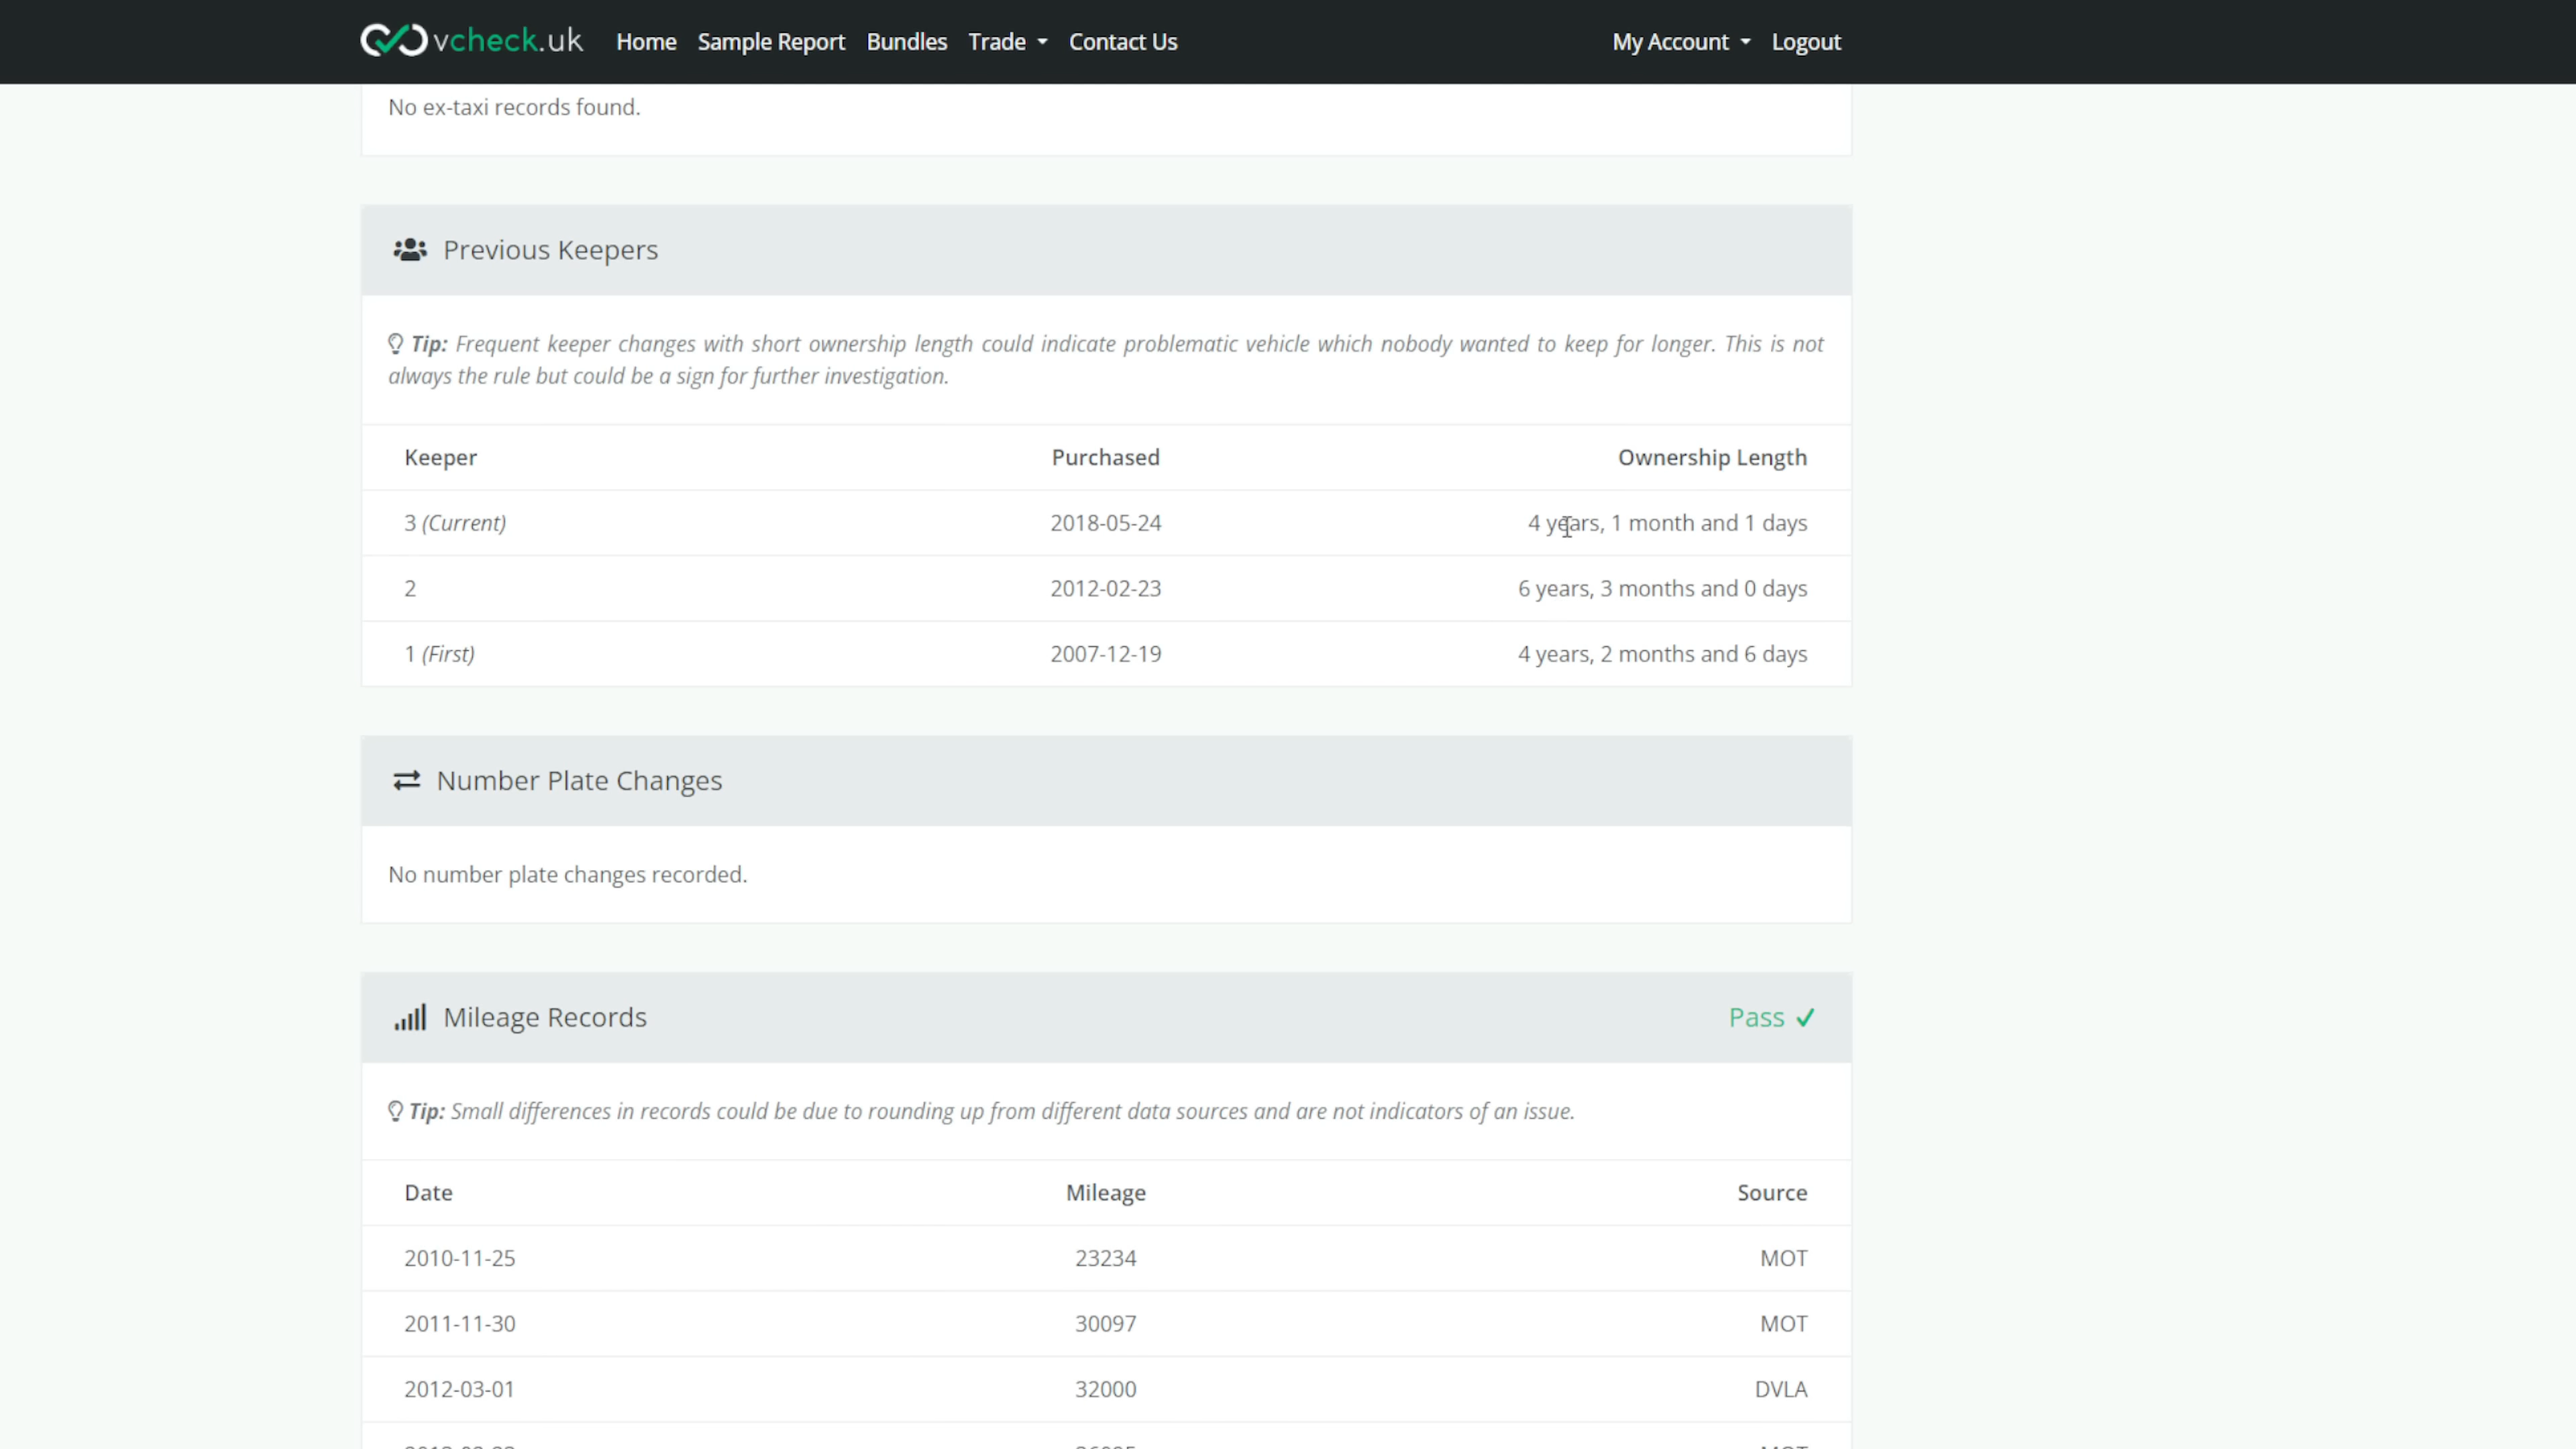 vcheck.uk Home Sample Report Bundles Trade Contact Us My Account Logout
No ex-taxi records found.
Previous Keepers
Tip: Frequent keeper changes with short ownership length could indicate problematic vehicle which nobody wanted to keep for longer. This is not
always the rule but could be a sign for further investigation.
Keeper Purchased Ownership Length
3 (Current) 2018-05-24 4 years, 1 month and 1 days
2 2012-02-23 6 years, 3 months and 0 days
1 (First) 2007-12-19 4 years, 2 months and 6 days
Number Plate Changes
No number plate changes recorded.
Mileage Records Pass
Tip: Small differences in records could be due to rounding up from different data sources and are not indicators of an issue.
Date Mileage Source
2010-11-25 23234 MOT
2011-11-30 30097 MOT
2012-03-01 32000 DVLA